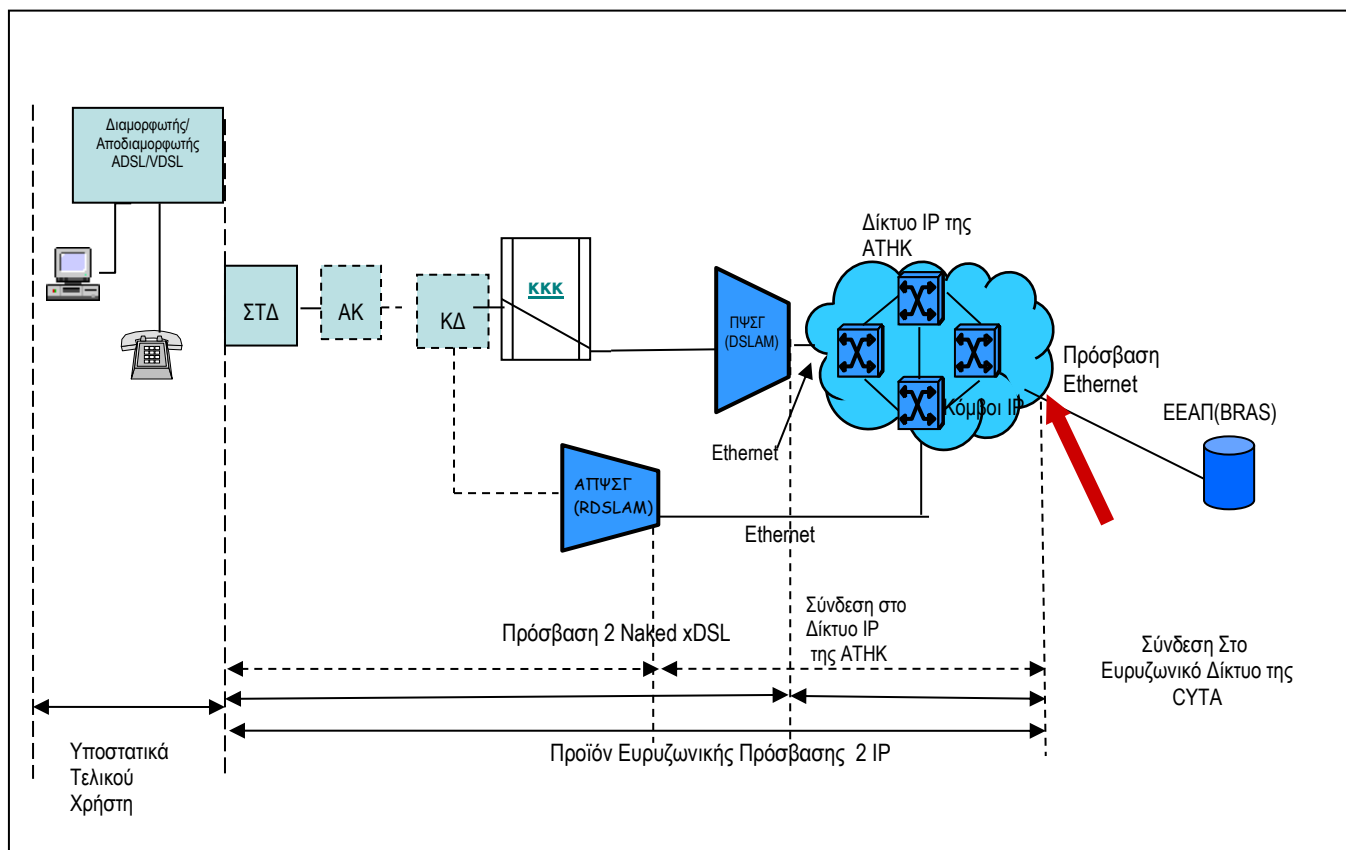 Διαμορφωτής/
Αποδιαμορφωτής
ADSL/VDSL
Δίκτυο IP της
ΑΤΗΚ
ΣΤΔ
ΑΚ
ΚΔ
κκκ
ΠΨΣΓ
(DSLAM)
Πρόσβαση
Ethernet
Κόμβοι IP
ΕΕΑΠ(BRAS)
Ethernet
ΑΠΨΣΓ
(RDSLAM)
Ethernet
Σύνδεση στο
Δίκτυο IP
της ΑΤΗΚ
Πρόσβαση 2 Naked xDSL
Σύνδεση Στο
Ευρυζωνικό Δίκτυο της
CYTA
Υποστατικά
Τελικού
Χρήστη
Προϊόν Ευρυζωνικής Πρόσβασης 2 IP